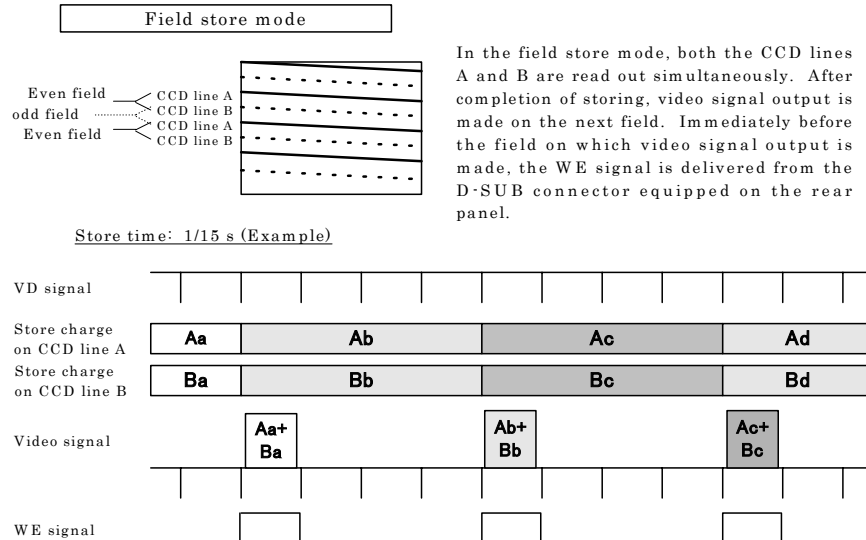 Field store mode
Even field
odd field
Even field
CCD line A
CCD line B
CCD line A
CCD line B
In the field store mode, both the CCD lines
A and B are read out simultaneously. After
completion of storing, video signal output is
made on the next field. Immediately before
the field on which video signal output is
made, the WE signal is delivered from the
D-SUB connector equipped on the rear
panel.
Store time: 1/15 s (Example)
VD signal
Store charge
on CCD line A
Aa Ab Ac Ad
Store charge
on CCD line B
Ba Bb Bc Bd
Video signal
Aa+
Ba
Ab+
Bb
Ac+
Bc
WE signal